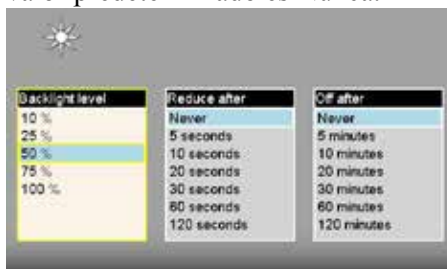 Backlight level
10 %
25 %
50 %
75 %
100 %
Reduce after
Never
5 seconds
10 seconds
20 seconds
30 seconds
60 seconds
120 seconds
Off after
Never
5 minutes
10 minutes
20 minutes
30 minutes
60 minutes
120 minutes